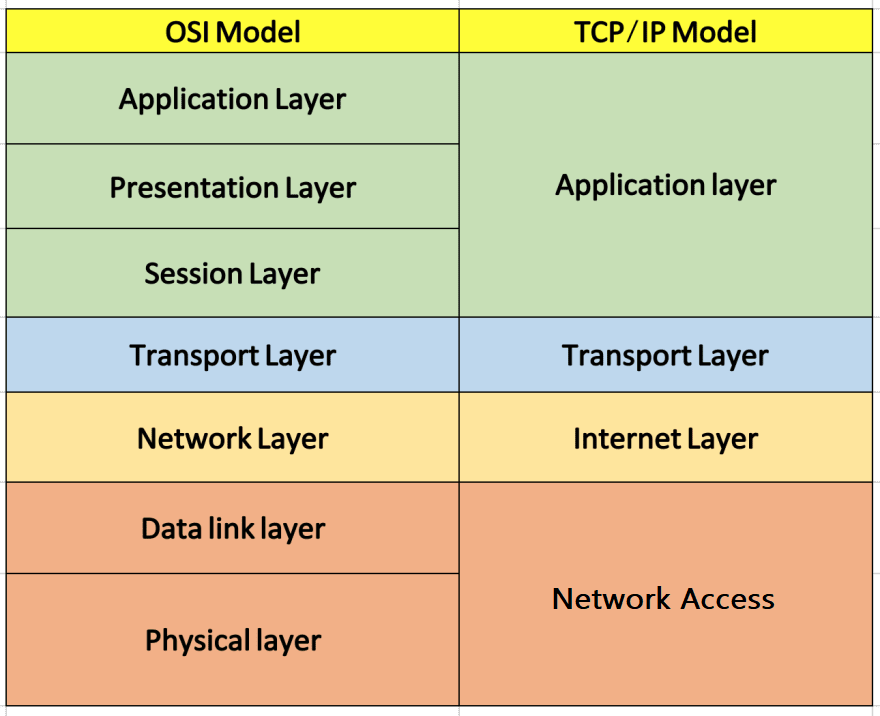 OSI Model
TCP/IP Model
Application Layer
Presentation Layer
Session Layer
Application layer
Transport Layer
Transport Layer
Network Layer
Internet Layer
Data link layer
Physical layer
Network Access